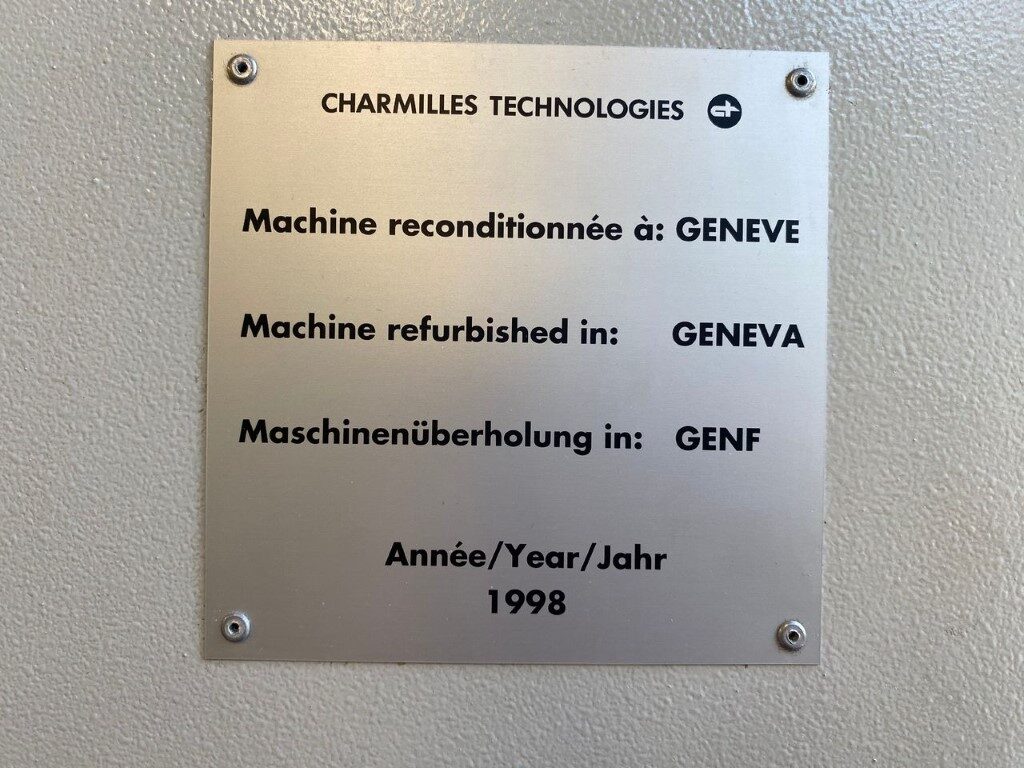 CHARMILLES TECHNOLOGIES
Machine reconditionnée à: GENEVE
Machine refurbished in: GENEVA
Maschinenüberholung in: GENF
Année/Year/Jahr
1998